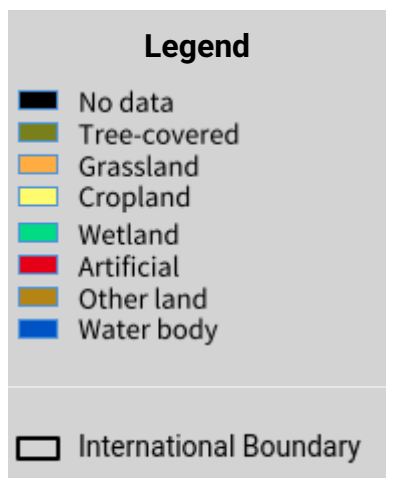 Legend
No data
Tree-covered
Grassland
Cropland
Wetland
Artificial
Other land
Water body
International Boundary